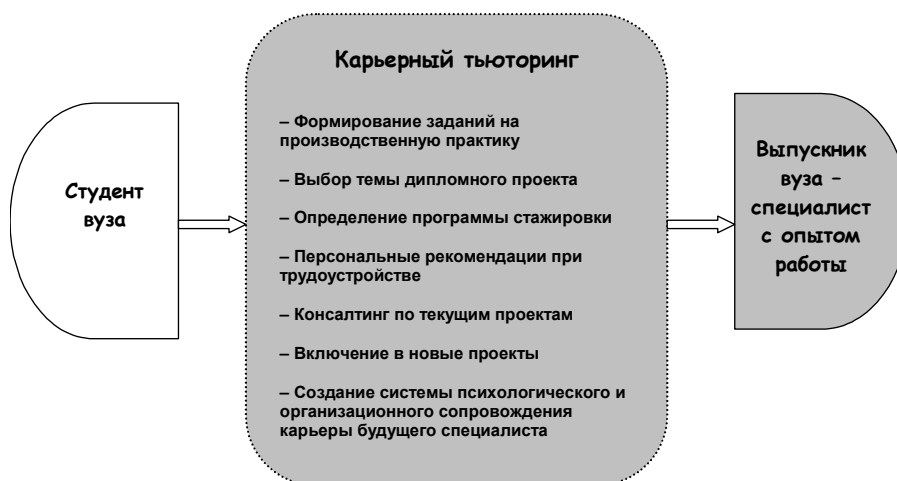 Студент
вуза
Карьерный тьюторинг
– Формирование заданий на
производственную практику
– Выбор темы дипломного проекта
– Определение программы стажировки
– Персональные рекомендации при
трудоустройстве
– Консалтинг по текущим проектам
– Включение в новые проекты
– Создание системы психологического и
организационного сопровождения
карьеры будущего специалиста
Выпускник
вуза –
специалист
с опытом
работы